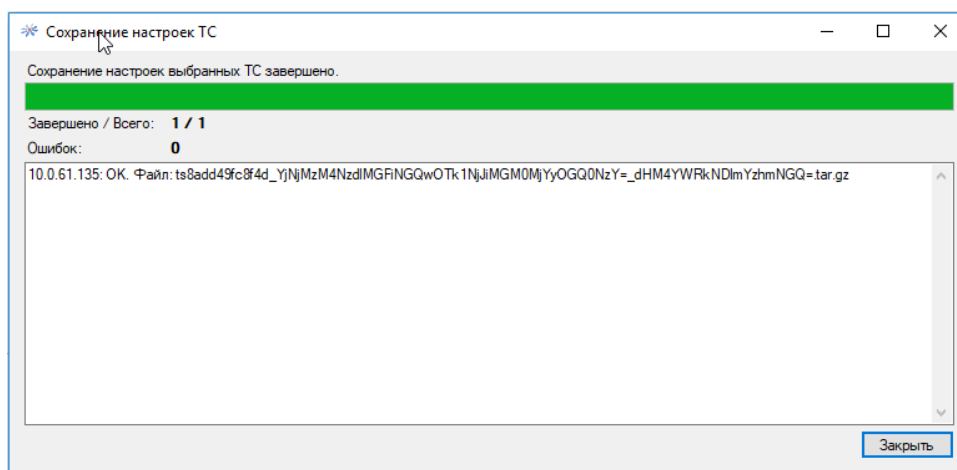 Сохранение настроек ТС
Сохранение настроек выбранных ТС завершено.
Завершено / Всего: 1 / 1
Ошибок: 0
10.0.61.135: OK. Файл: ts8add49fc8f4d_YjNjMzM4NzdlMGFiNGQwOTk1NjJiMGM0MjYyOGQ0NzY=_dHM4YWRkNDlmYzhmNGQ=.tar.gz
Закрыть